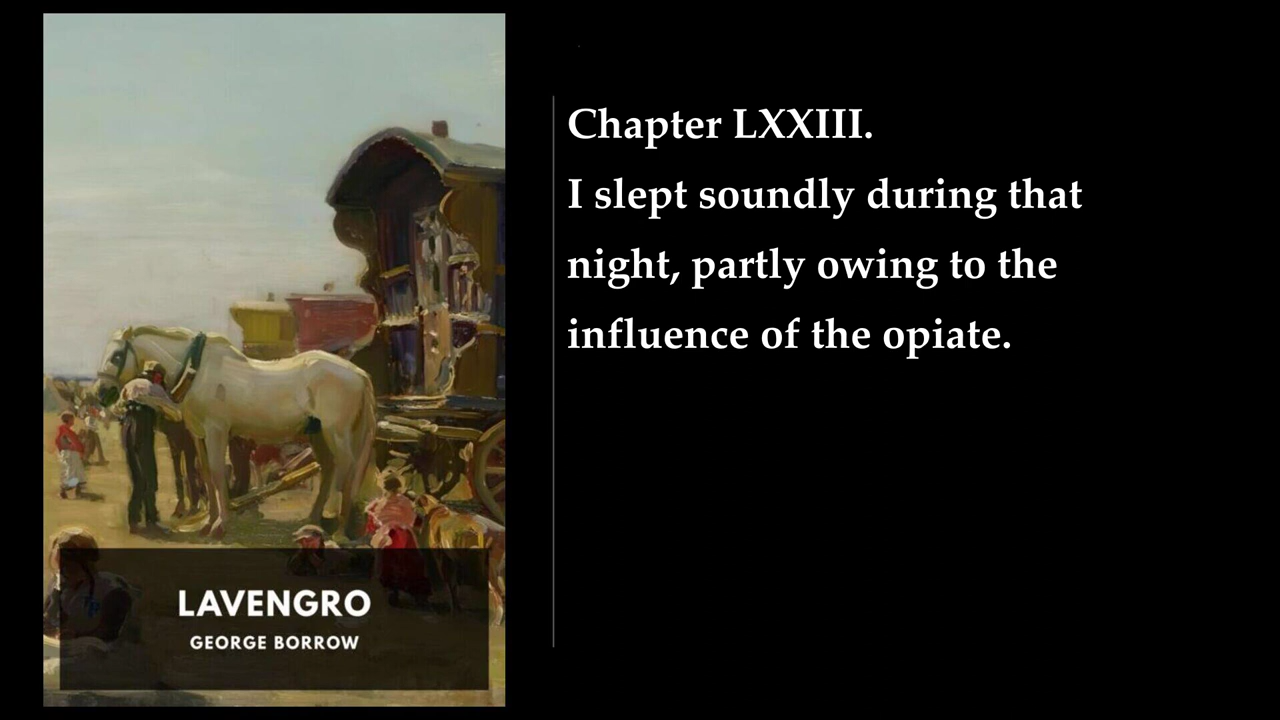 Chapter LXXIII.
I slept soundly during that
night, partly owing to the
influence of the opiate.
LAVENGRO
GEORGE BORROW